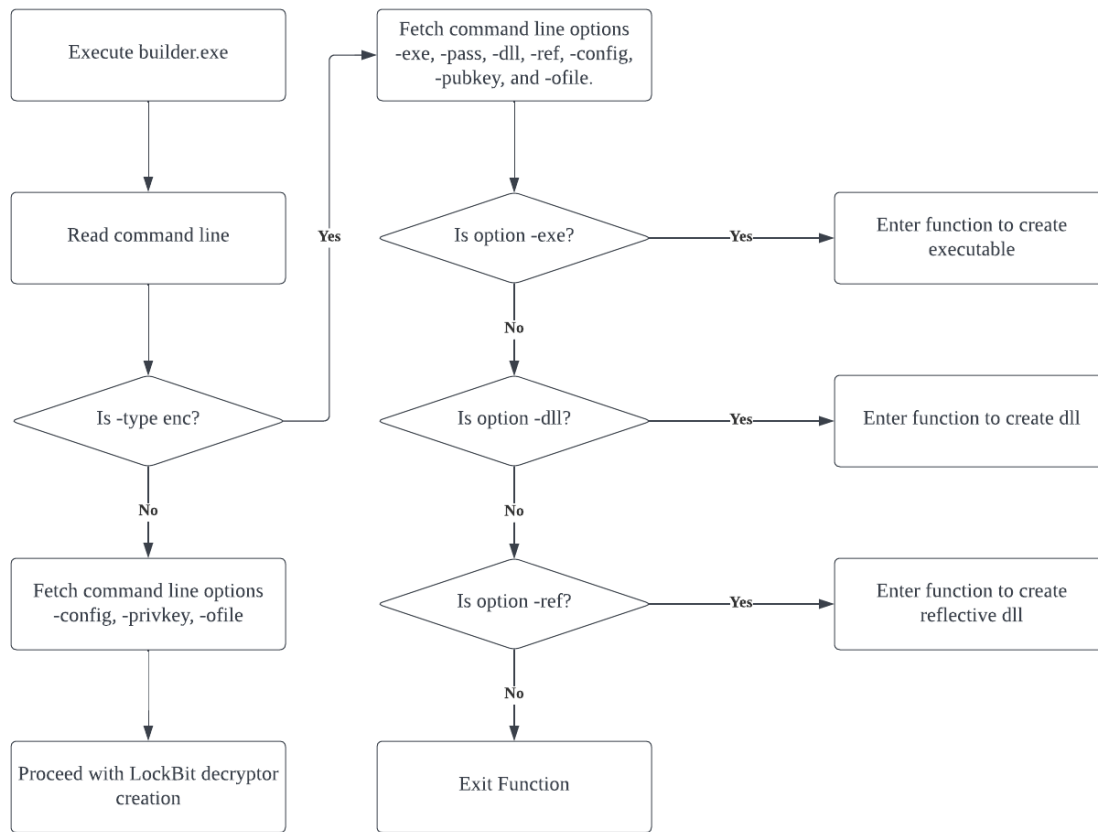 Execute builder.exe
Read command line
Is -type enc?
No
Fetch command line options
-config, -privkey, -ofile
Proceed with LockBit decryptor
creation
Yes
Fetch command line options
-exe, -pass, -dll, -ref, -config,
-pubkey, and -ofile.
Is option -exe?
Yes
Enter function to create
executable
No
Is option -dll?
Yes
Enter function to create dll
No
Is option -ref?
Yes
Enter function to create
reflective dll
No
Exit Function